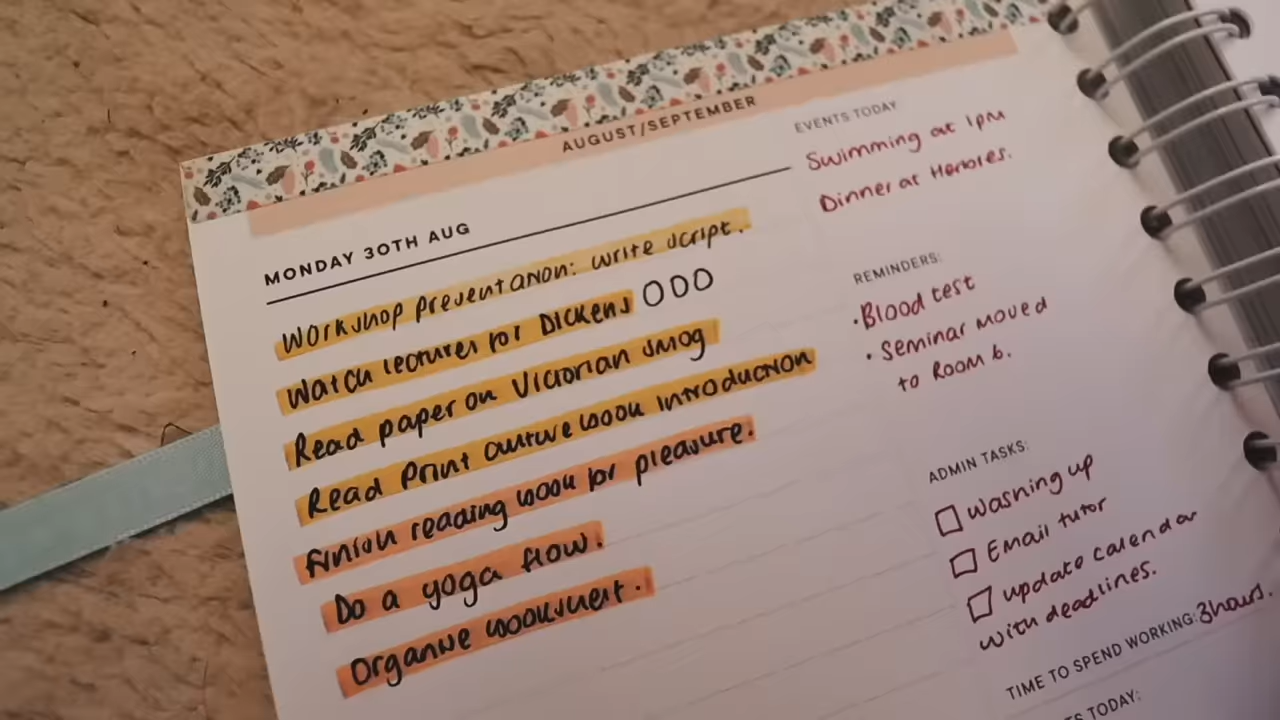 AUGUST/SEPTEMBER
MONDAY 30TH AUG
Workshop presentation: write script.
Watch lectures for Dickens
Read paper on Victorian smog
Read Print culture book introduction
Finish reading book for pleasure.
Do a yoga flow.
Organise bookshelf.
EVENTS TODAY
Swimming at 1pm
Dinner at
REMINDERS:
• Blood test
• Seminar moved
to Room 6.
ADMIN TASKS:
washing up
Email tutor
update calendar
with deadlines.
TIME TO SPEND WORKING: 3 hours.
TODAY: